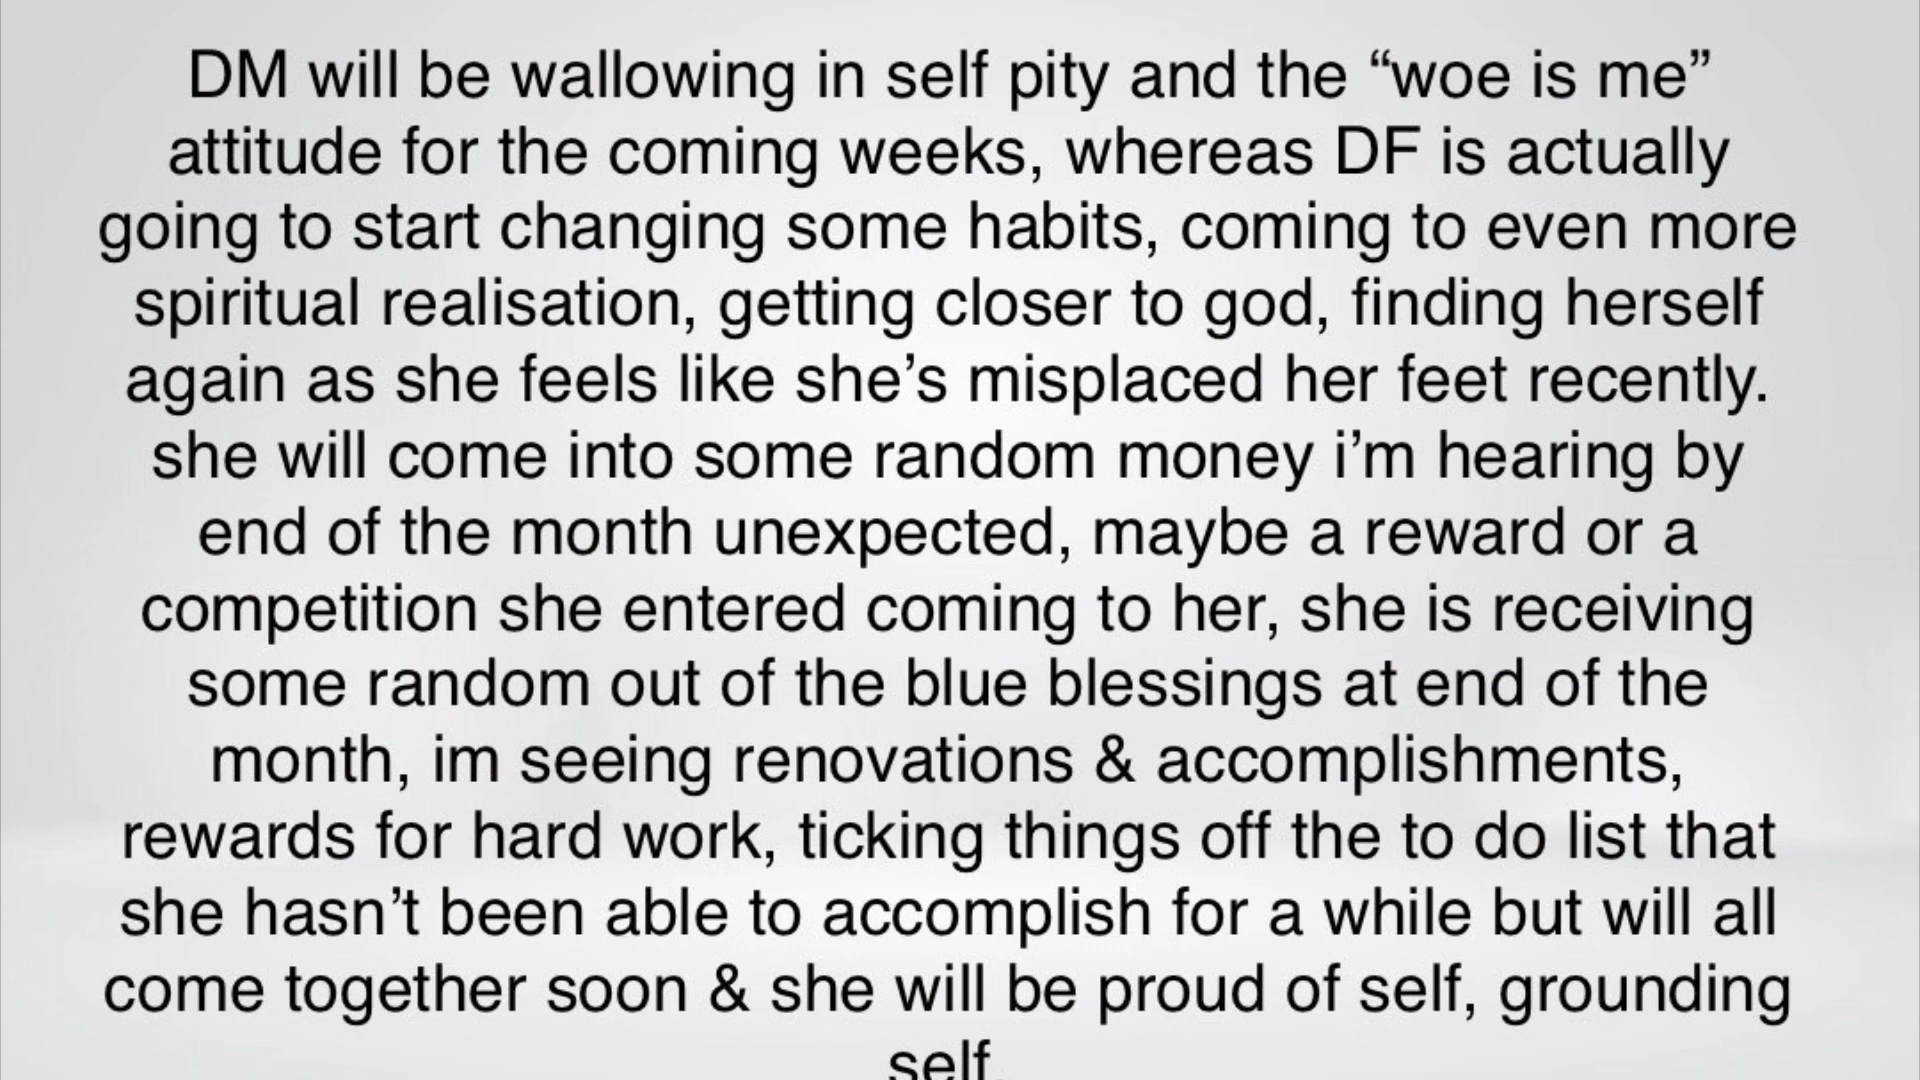 DM will be wallowing in self pity and the “woe is me”
attitude for the coming weeks, whereas DF is actually
going to start changing some habits, coming to even more
spiritual realisation, getting closer to god, finding herself
again as she feels like she’s misplaced her feet recently.
she will come into some random money i’m hearing by
end of the month unexpected, maybe a reward or a
competition she entered coming to her, she is receiving
some random out of the blue blessings at end of the
month, im seeing renovations & accomplishments,
rewards for hard work, ticking things off the to do list that
she hasn’t been able to accomplish for a while but will all
come together soon & she will be proud of self, grounding
self.